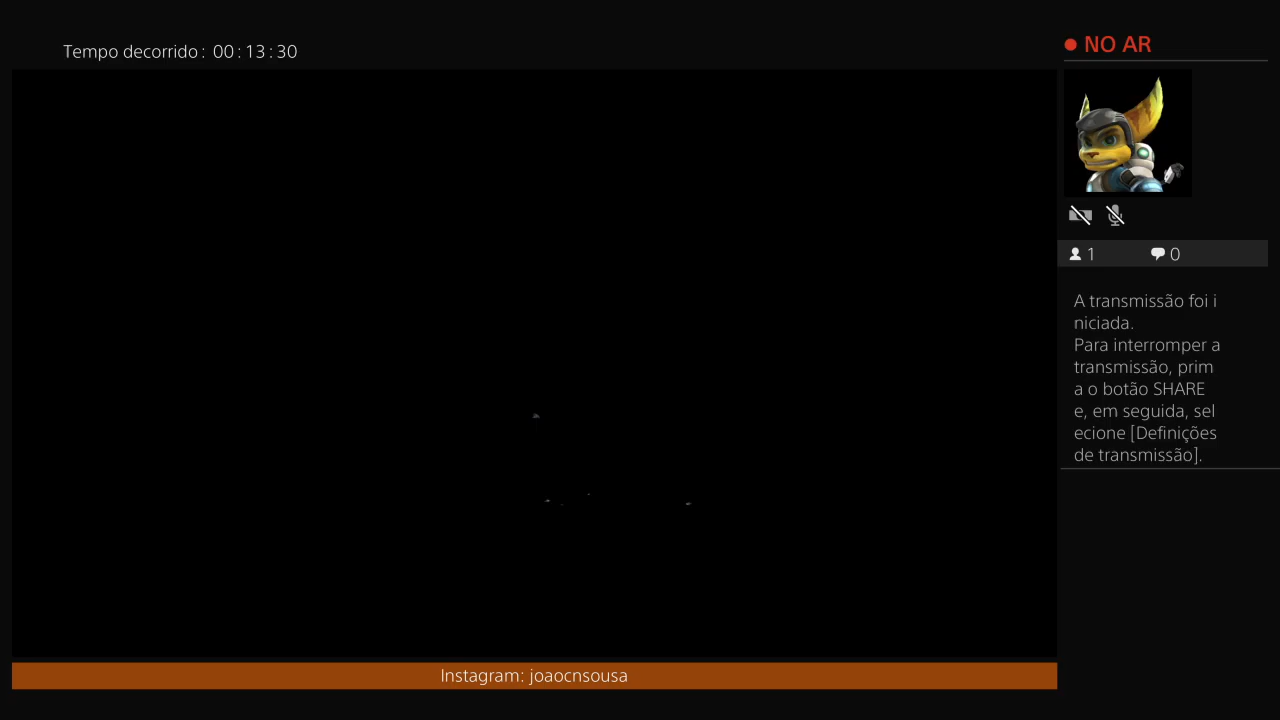 Tempo decorrido : 00 : 13 : 30
NO AR
1 0
A transmissão foi i
niciada.
Para interromper a
transmissão, prim
a o botão SHARE
e, em seguida, sel
ecione [Definições
de transmissão].
Instagram: joaocnsousa